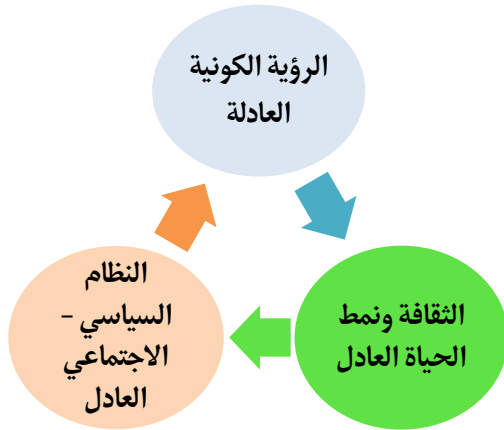 الرؤية الكونية
العادلة
الثقافة ونمط
الحياة العادل
النظام
السياسي -
الاجتماعي
العادل